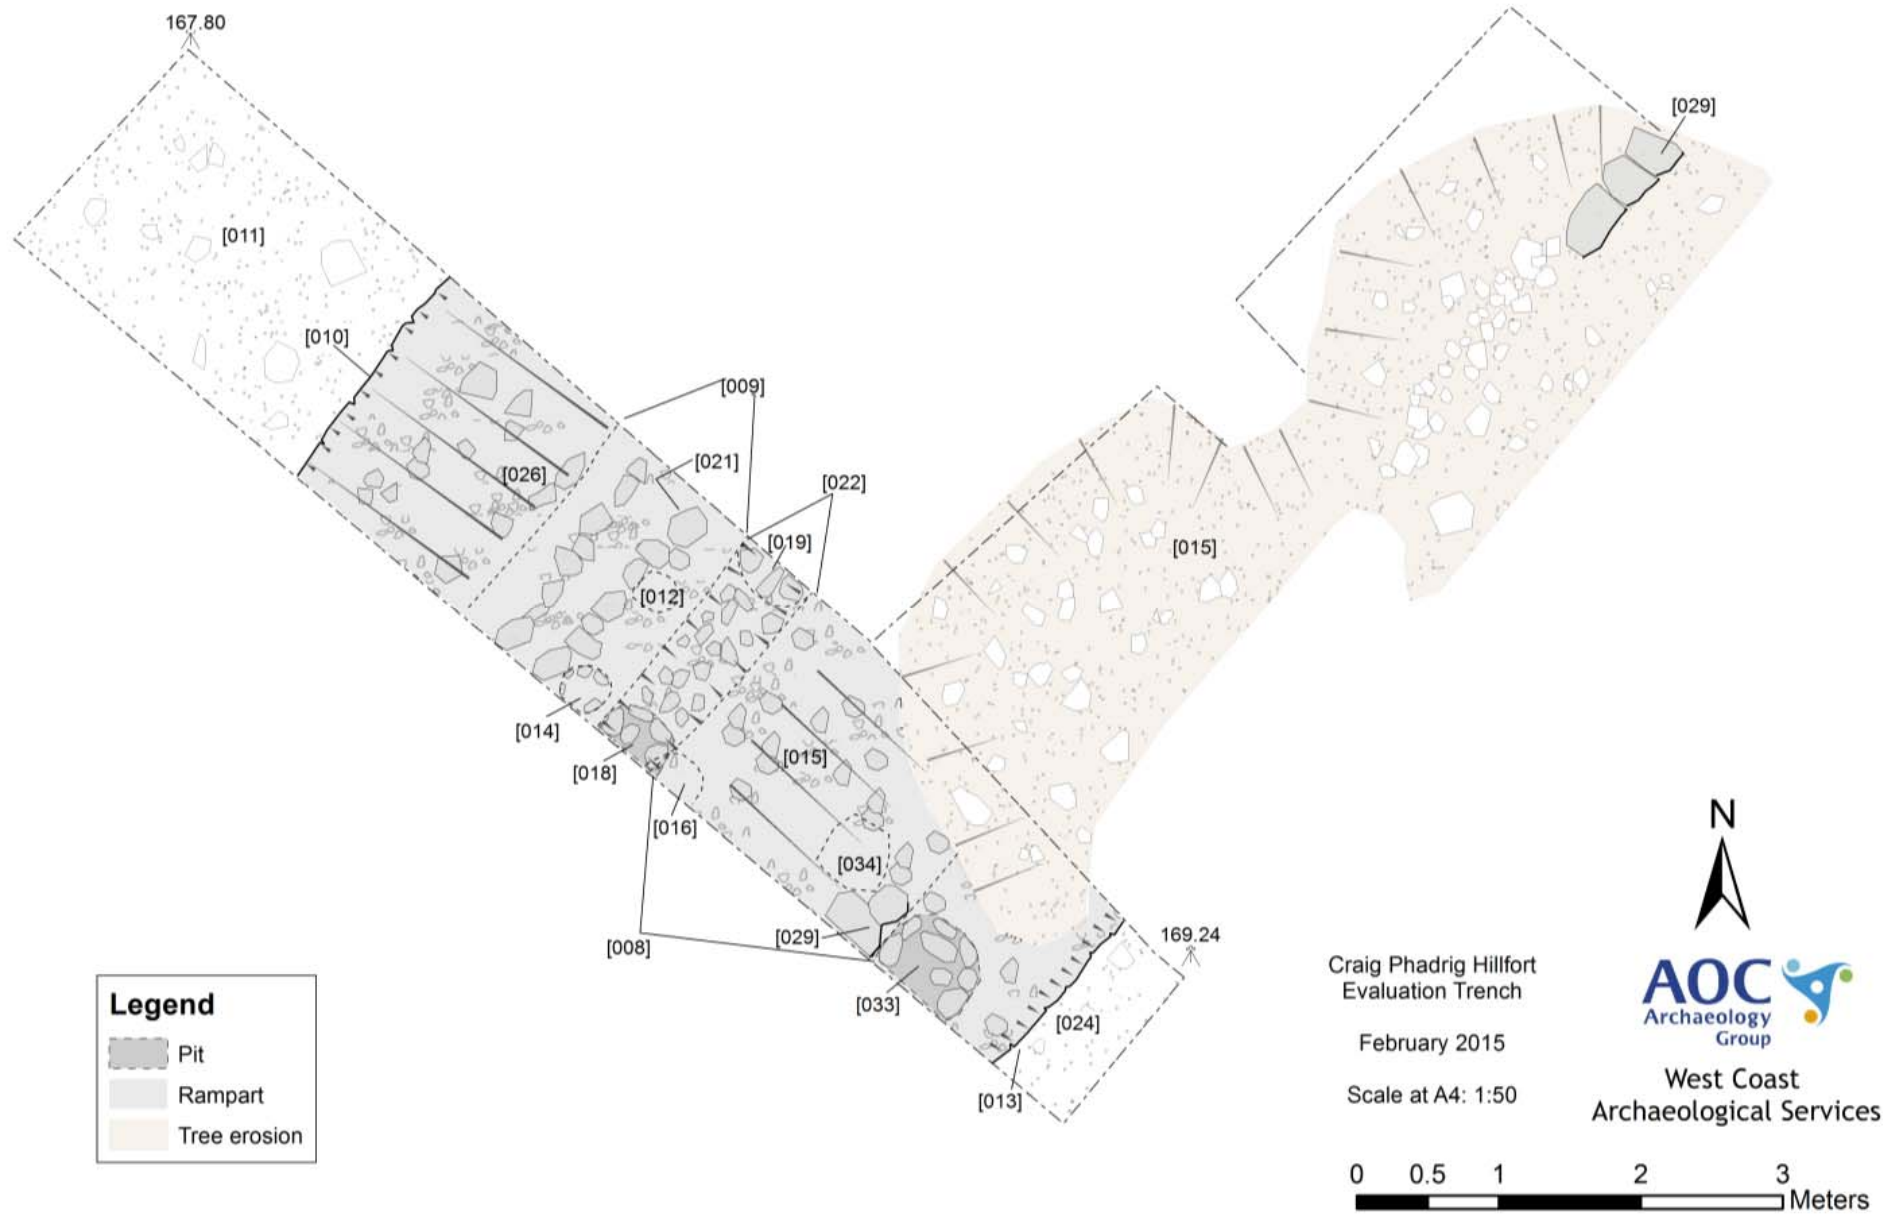 167.80
[029]
[011]
[010]
[009]
[021]
[026]
[022]
[019]
[015]
[012]
[014]
[018]
[015]
[016]
[034]
[008]
[029]
[033]
169.24
[024]
[013]
Legend
Pit
Rampart
Tree erosion
N
Craig Phadrig Hillfort
Evaluation Trench
February 2015
Scale at A4: 1:50
AOC
Archaeology
Group
West Coast
Archaeological Services
0 0.5 1 2 3
Meters